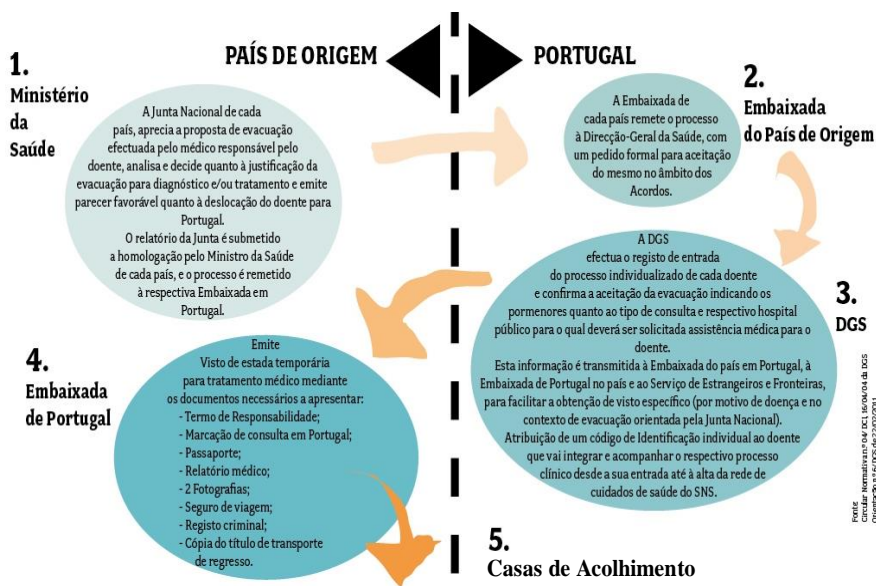 PAÍS DE ORIGEM
PORTUGAL
1.
Ministério
da
Saúde
A Junta Nacional de cada
país, aprecia a proposta de evacuação
efectuada pelo médico responsável pelo
doente, analisa e decide quanto à justificação da
evacuação para diagnóstico e/ou tratamento e emite
parecer favorável quanto à deslocação do doente para
Portugal.
O relatório da Junta é submetido
a homologação pelo Ministro da Saúde
de cada país, e o processo é remetido
à respectiva Embaixada em
Portugal.
2.
Embaixada
do País de Origem
A Embaixada de
cada país remete o processo
à Direcção-Geral da Saúde, com
um pedido formal para aceitação
do mesmo no âmbito dos
Acordos.
3.
DGS
A DGS
efectua o registo de entrada
do processo individualizado de cada doente
e confirma a aceitação da evacuação indicando os
pormenores quanto ao tipo de consulta e respectivo hospital
público para o qual deverá ser solicitada assistência médica para o
doente.
Esta informação é transmitida à Embaixada do país em Portugal, à
Embaixada de Portugal no país e ao Serviço de Estrangeiros e Fronteiras,
para facilitar a obtenção de visto específico (por motivo de doença e no
contexto de evacuação orientada pela Junta Nacional).
Atribuição de um código de Identificação individual ao doente
que vai integrar e acompanhar o respectivo processo
clínico desde a sua entrada até à alta da rede de
cuidados de saúde do SNS.
4.
Embaixada
de Portugal
Emite
Visto de estada temporária
para tratamento médico mediante
os documentos necessários a apresentar:
- Termo de Responsabilidade;
- Marcação de consulta em Portugal;
- Passaporte;
- Relatório médico;
- 2 Fotografias;
- Seguro de viagem;
- Registo criminal;
- Cópia do título de transporte
de regresso.
5.
Casas de Acolhimento
Fonte
Circular Normativa n.º 04/ DCI, 16/04/04 da DGS